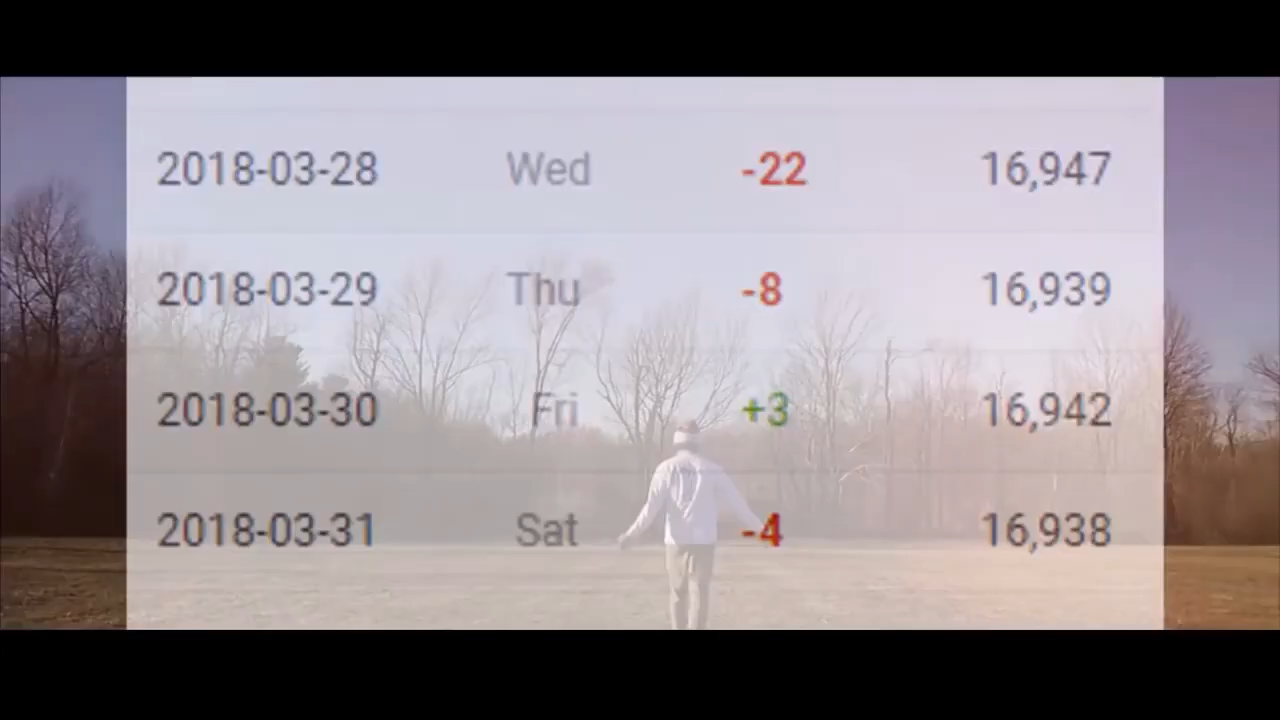 2018-03-28 Wed -22 16,947
2018-03-29 Thu -8 16,939
2018-03-30 Fri +3 16,942
2018-03-31 Sat -4 16,938